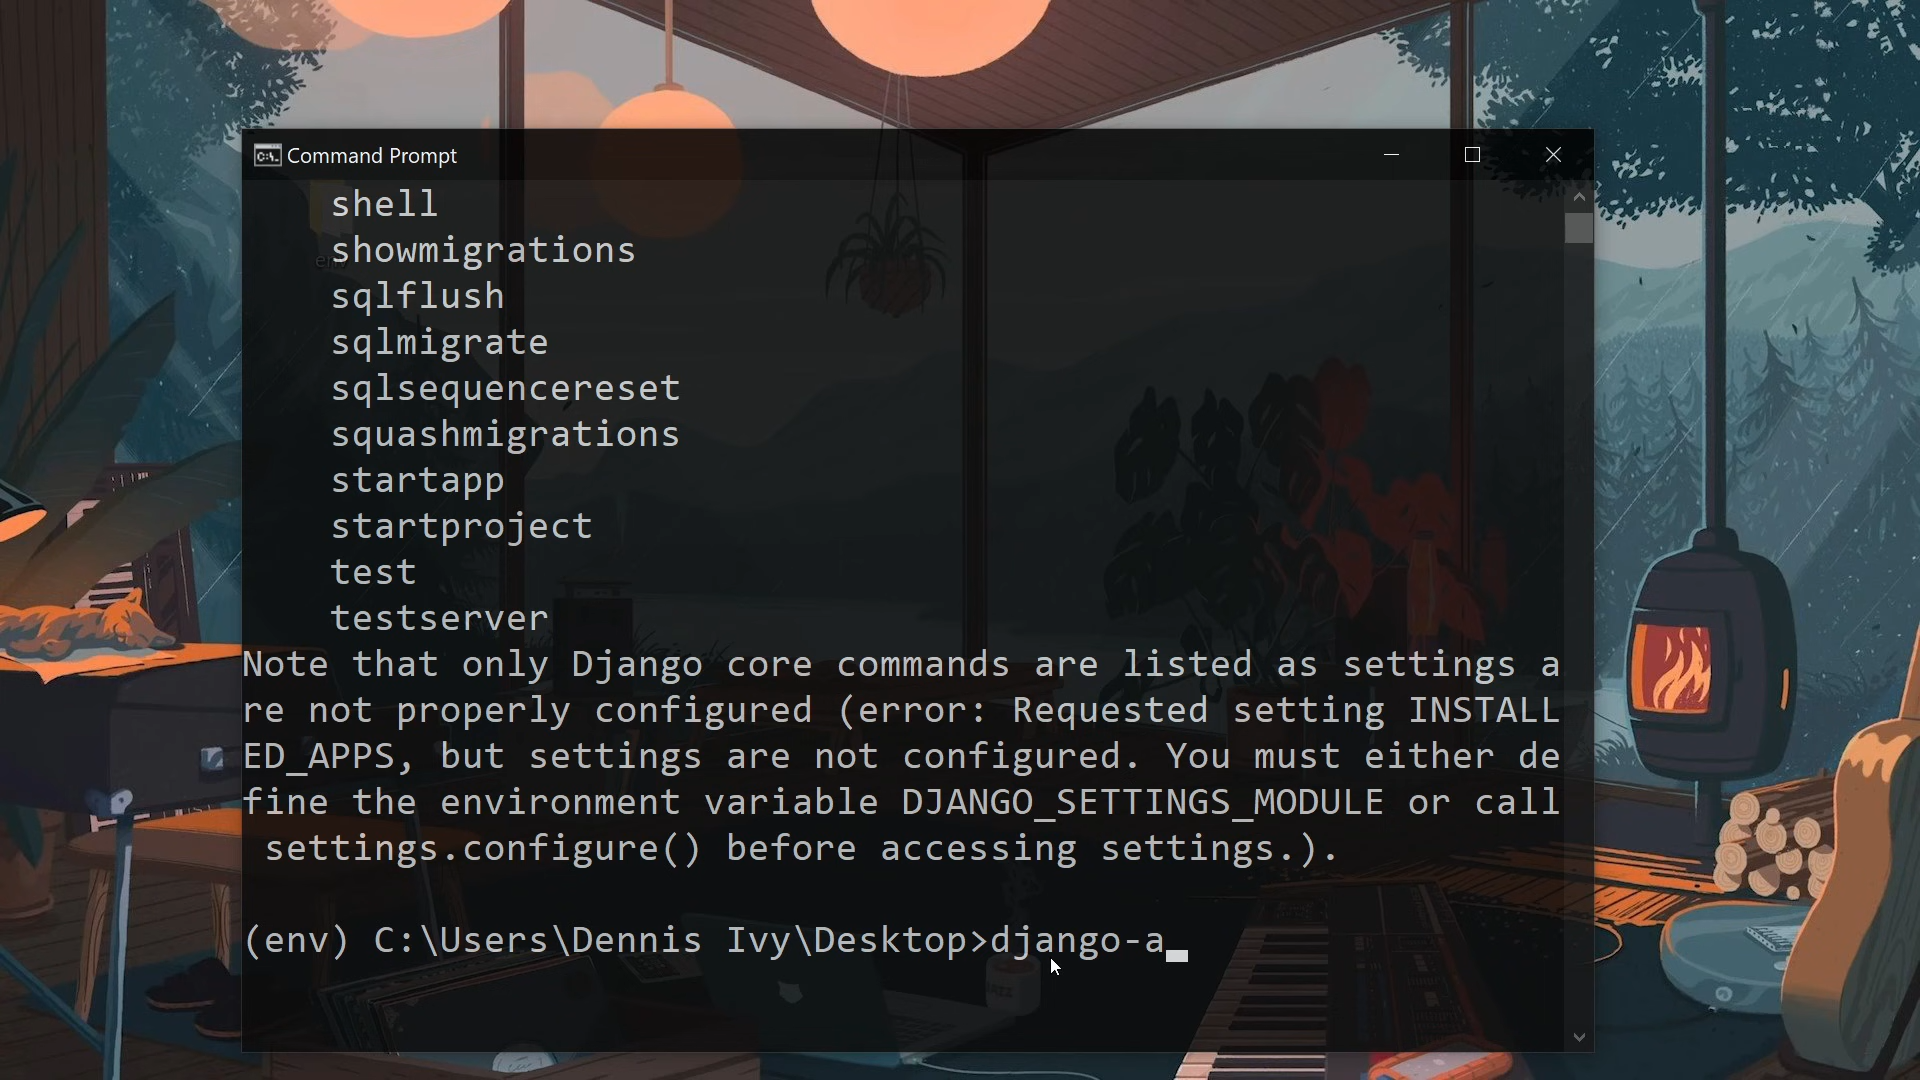 Command Prompt
shell
showmigrations
sqlflush
sqlmigrate
sqlsequencereset
squashmigrations
startapp
startproject
test
testserver
Note that only Django core commands are listed as settings a
re not properly configured (error: Requested setting INSTALL
ED_APPS, but settings are not configured. You must either de
fine the environment variable DJANGO_SETTINGS_MODULE or call
 settings.configure() before accessing settings.).
(env) C:\Users\Dennis Ivy\Desktop>django-a